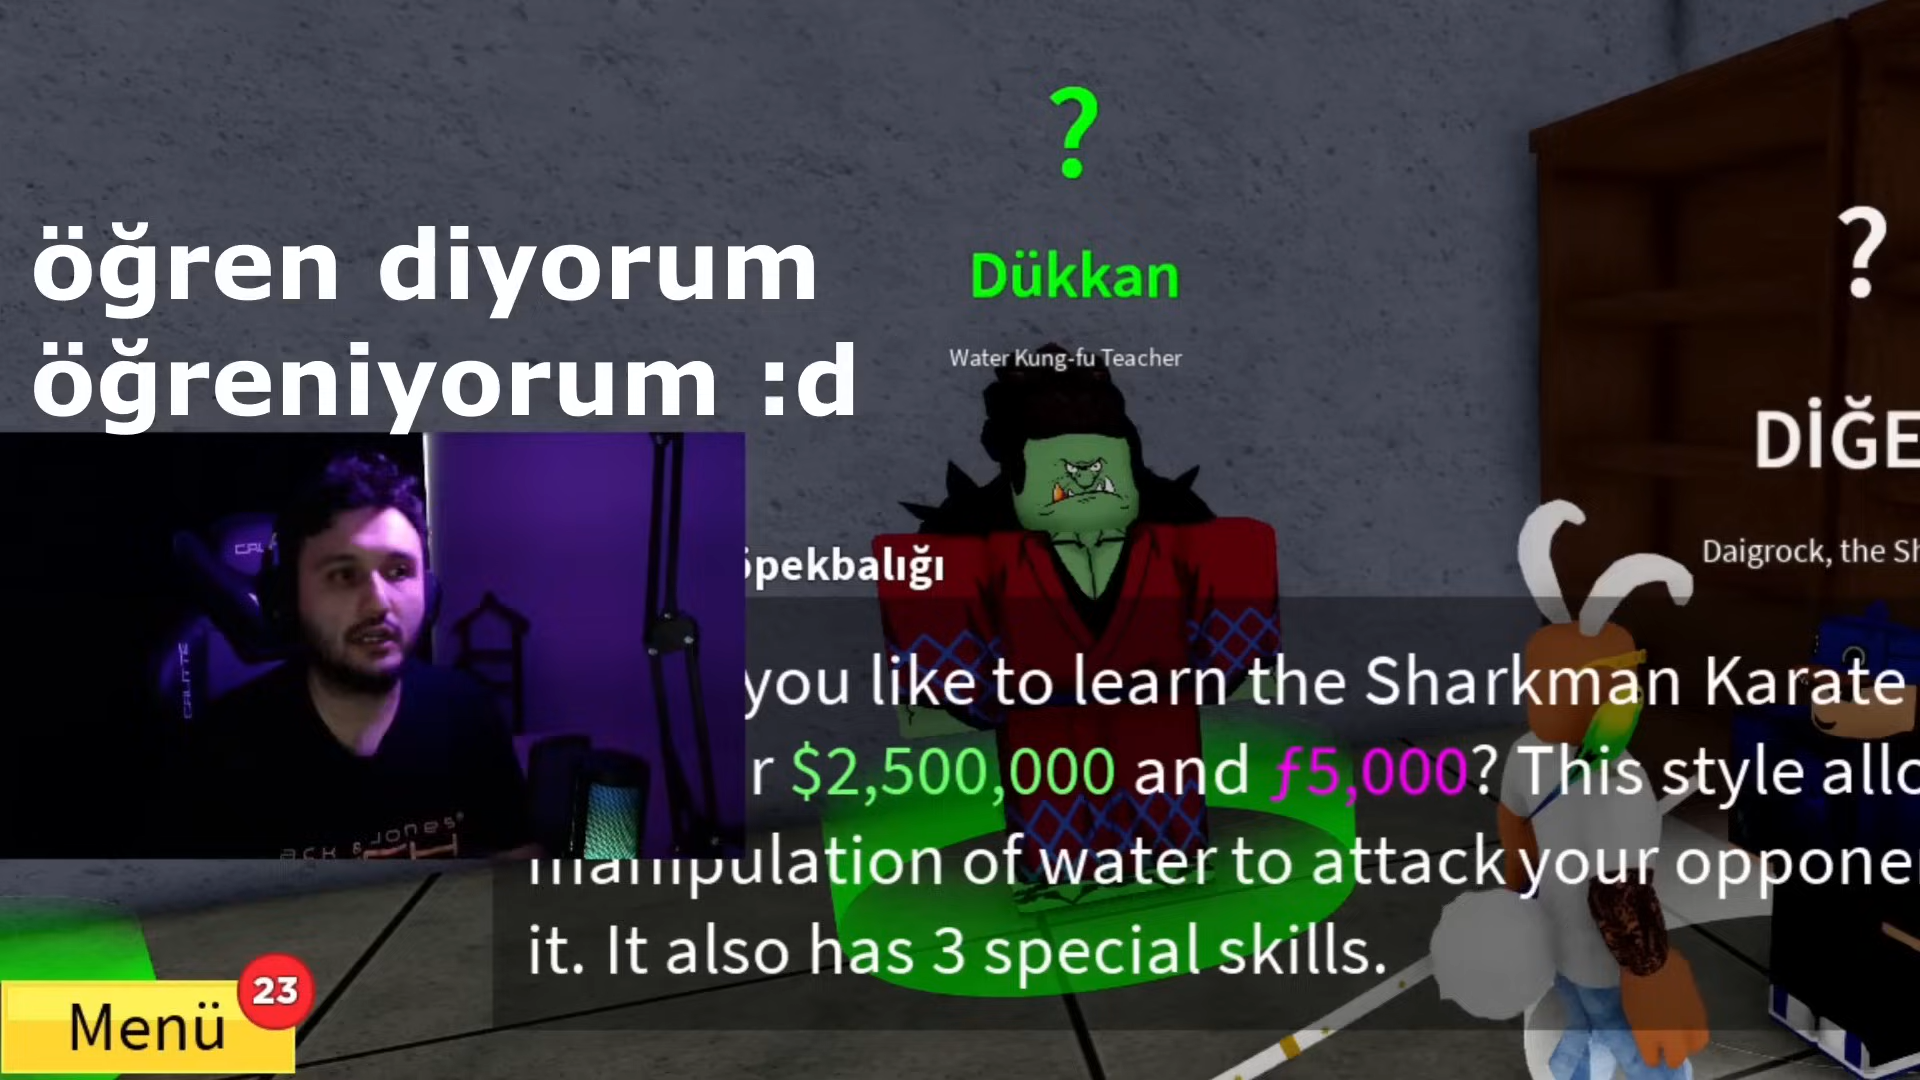 ?
Dükkan
Water Kung-fu Teacher
öğren diyorum
öğreniyorum :d
?
DİĞE
Daigrock, the Sh
öpekbalığı
you like to learn the Sharkman Karate
r $2,500,000 and ƒ5,000? This style allo
manipulation of water to attack your oppone
it. It also has 3 special skills.
Menü
23